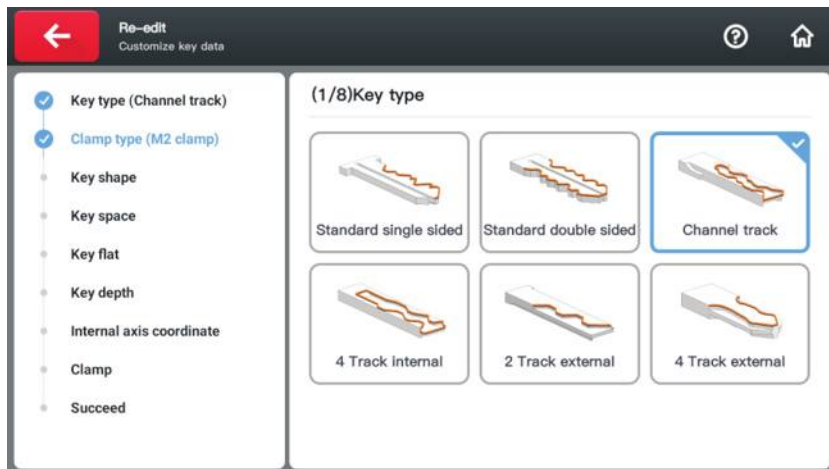 Re-edit
Customize key data
Key type (Channel track)
Clamp type (M2 clamp)
Key shape
Key space
Key flat
Key depth
Internal axis coordinate
Clamp
Succeed
(1/8)Key type
Standard single sided
Standard double sided
Channel track
4 Track internal
2 Track external
4 Track external